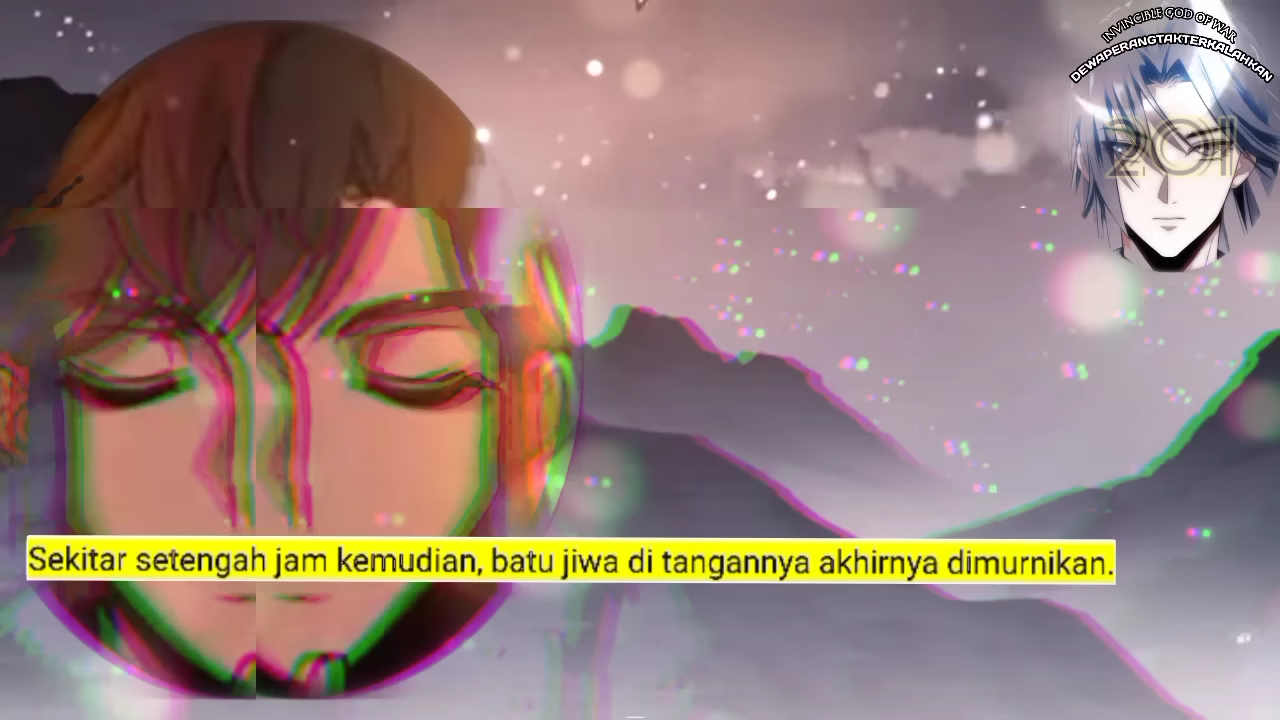 INVINCIBLE GOD OF WAR
DEWAPERANGTAKTERKALAHKAN
201
Sekitar setengah jam kemudian, batu jiwa di tangannya akhirnya dimurnikan.